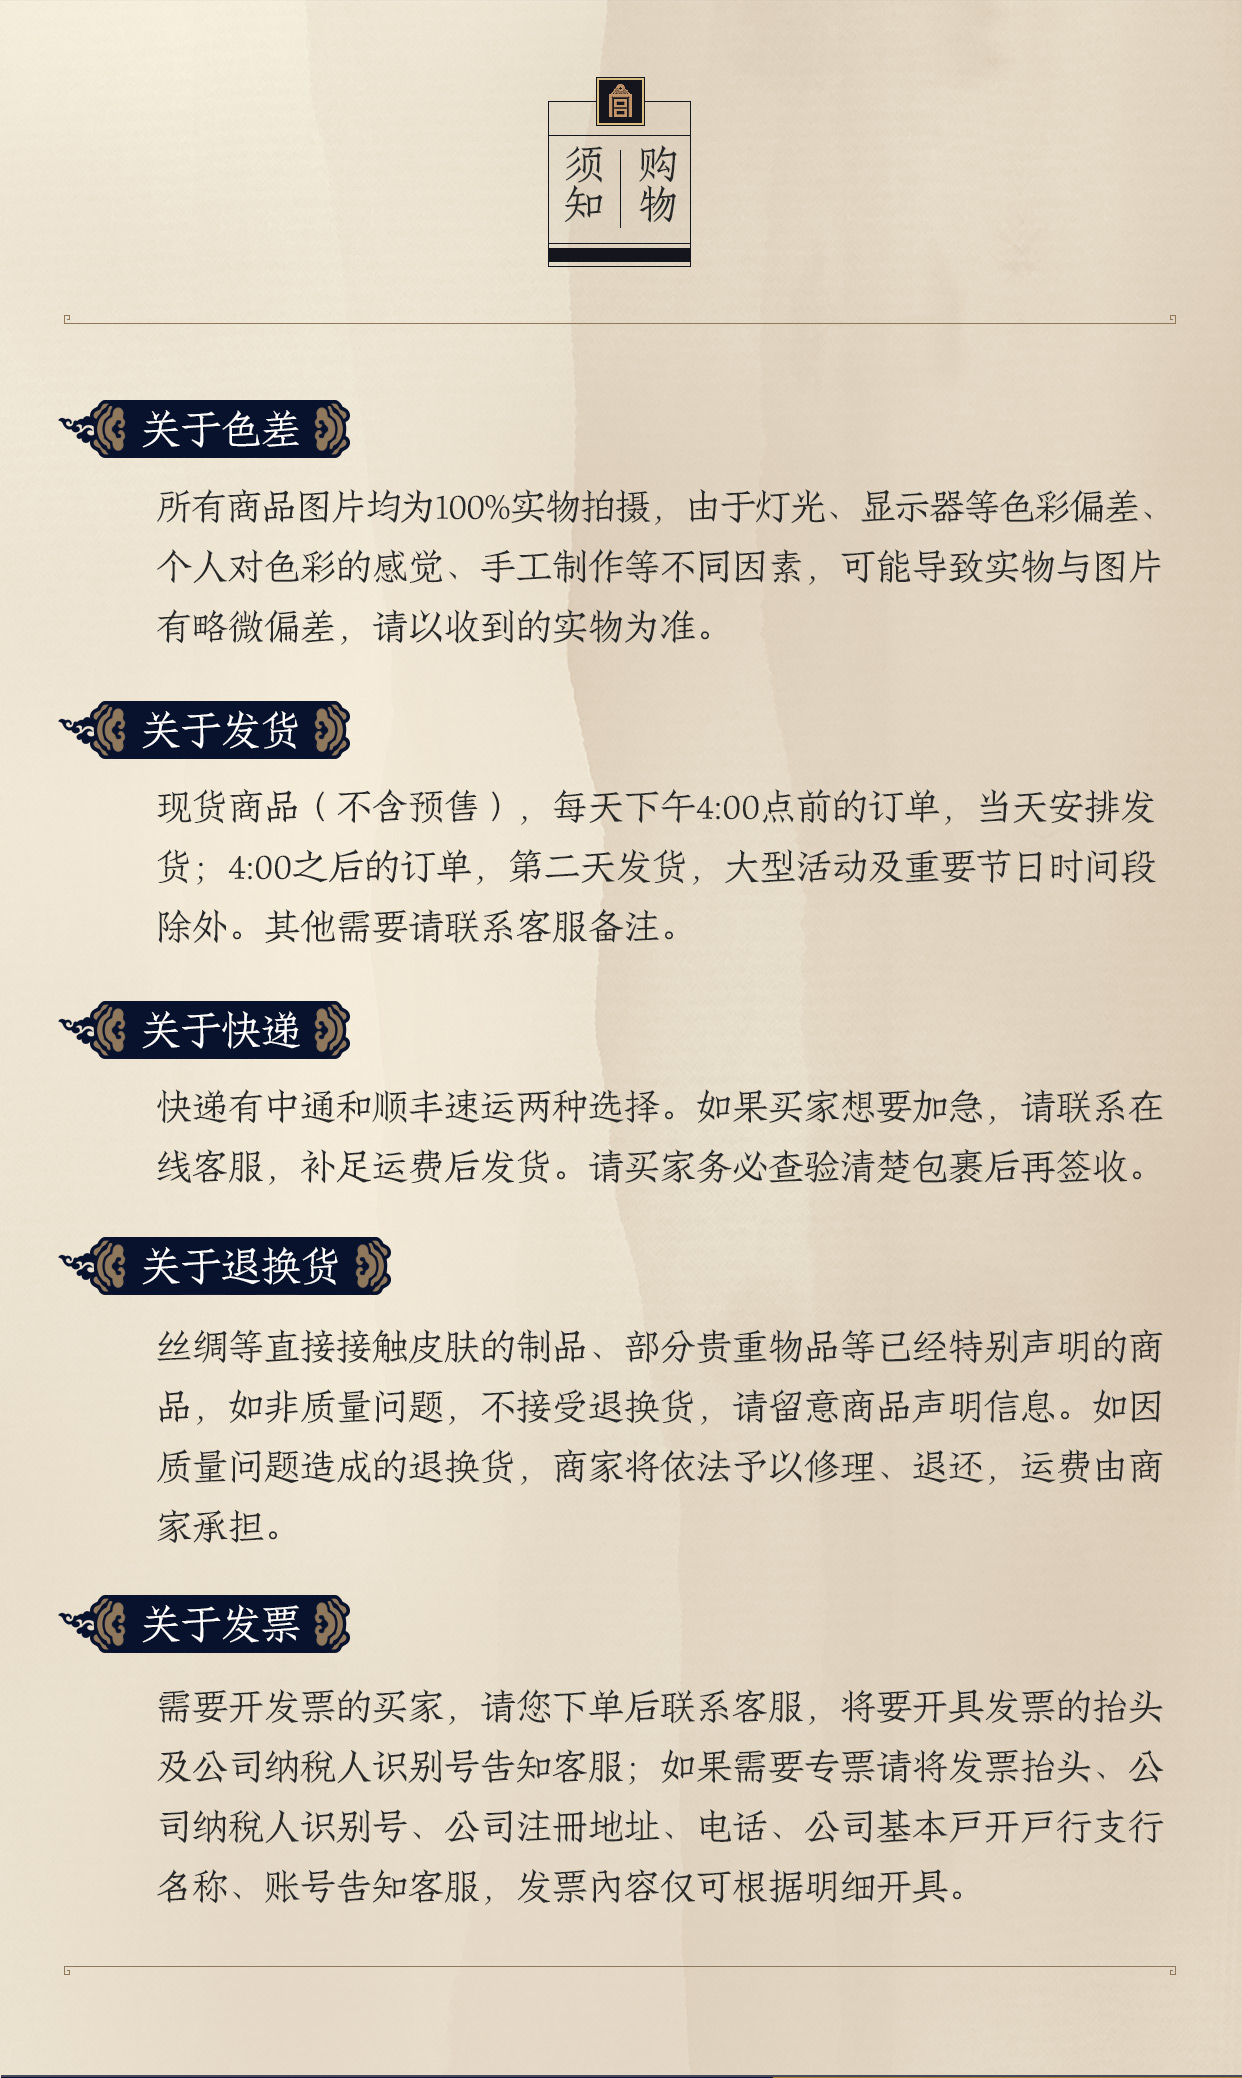 购物
须知
关于色差
所有商品图片均为100%实物拍摄，由于灯光、显示器等色彩偏差、
个人对色彩的感觉、手工制作等不同因素，可能导致实物与图片
有略微偏差，请以收到的实物为准。
关于发货
现货商品（不含预售），每天下午4:00点前的订单，当天安排发
货；4:00之后的订单，第二天发货，大型活动及重要节日时间段
除外。其他需要请联系客服备注。
关于快递
快递有中通和顺丰速运两种选择。如果买家想要加急，请联系在
线客服，补足运费后发货。请买家务必查验清楚包裹后再签收。
关于退换货
丝绸等直接接触皮肤的制品、部分贵重物品等已经特别声明的商
品，如非质量问题，不接受退换货，请留意商品声明信息。如因
质量问题造成的退换货，商家将依法予以修理、退还，运费由商
家承担。
关于发票
需要开发票的买家，请您下单后联系客服，将要开具发票的抬头
及公司纳税人识别号告知客服；如果需要专票请将发票抬头、公
司纳税人识别号、公司注冊地址、电话、公司基本戸开戸行支行
名称、账号告知客服，发票內容仅可根据明细开具。